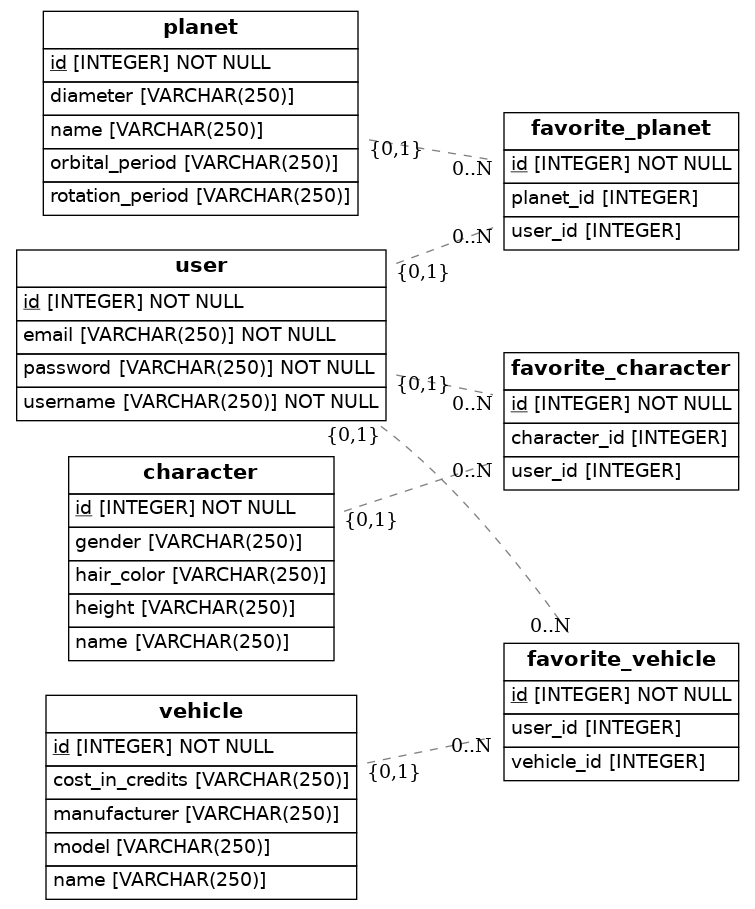 planet
id [INTEGER] NOT NULL
diameter [VARCHAR(250)]
name [VARCHAR(250)]
orbital_period [VARCHAR(250)]
rotation_period [VARCHAR(250)]
{0,1}
0..N
favorite_planet
id [INTEGER] NOT NULL
planet_id [INTEGER]
user_id [INTEGER]
0..N
{0,1}
user
id [INTEGER] NOT NULL
email [VARCHAR(250)] NOT NULL
password [VARCHAR(250)] NOT NULL
username [VARCHAR(250)] NOT NULL
{0,1}
0..N
{0,1}
favorite_character
id [INTEGER] NOT NULL
character_id [INTEGER]
user_id [INTEGER]
0..N
{0,1}
character
id [INTEGER] NOT NULL
gender [VARCHAR(250)]
hair_color [VARCHAR(250)]
height [VARCHAR(250)]
name [VARCHAR(250)]
0..N
favorite_vehicle
id [INTEGER] NOT NULL
user_id [INTEGER]
vehicle_id [INTEGER]
0..N
{0,1}
vehicle
id [INTEGER] NOT NULL
cost_in_credits [VARCHAR(250)]
manufacturer [VARCHAR(250)]
model [VARCHAR(250)]
name [VARCHAR(250)]